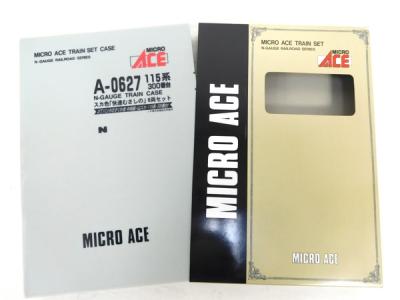 MICRO ACE TRAIN SET CASE
N-GAUGE RAILROAD SERIES
MICRO
ACE
A-0627 115系
300番台
N-GAUGE TRAIN CASE
スカ色「快速むさしの」6両セット
N
MICRO ACE
MICRO ACE
MICRO ACE TRAIN SET
N-GAUGE RAILROAD SERIES
MICRO
ACE
MICRO ACE